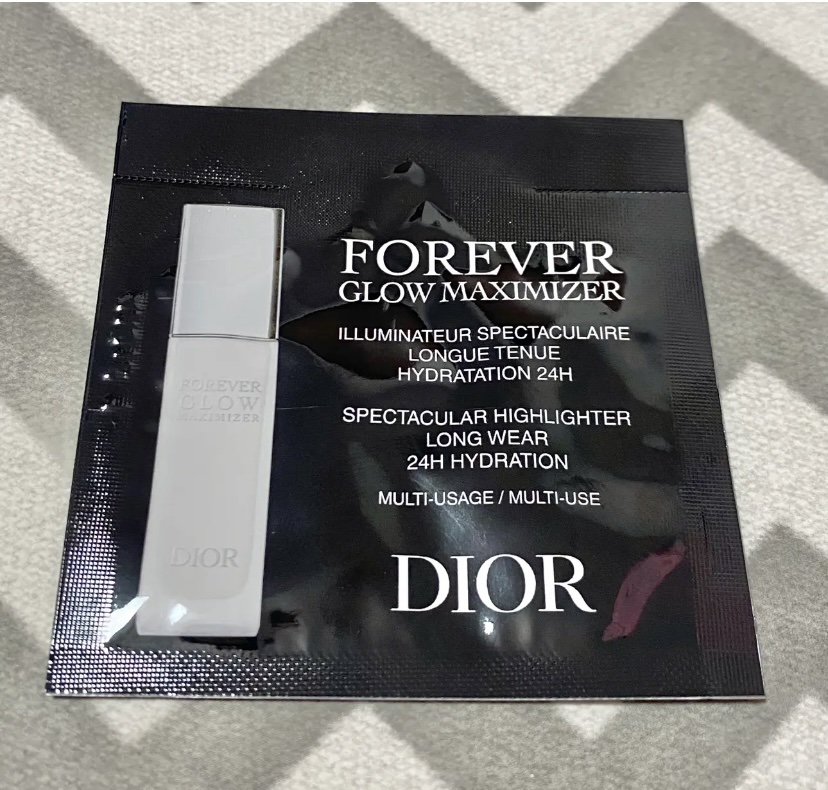 FOREVER
GLOW MAXIMIZER
ILLUMINATEUR SPECTACULAIRE
LONGUE TENUE
HYDRATATION 24H
SPECTACULAR HIGHLIGHTER
LONG WEAR
24H HYDRATION
MULTI-USAGE / MULTI-USE
DIOR
FOREVER
GLOW
MAXIMIZER
DIOR